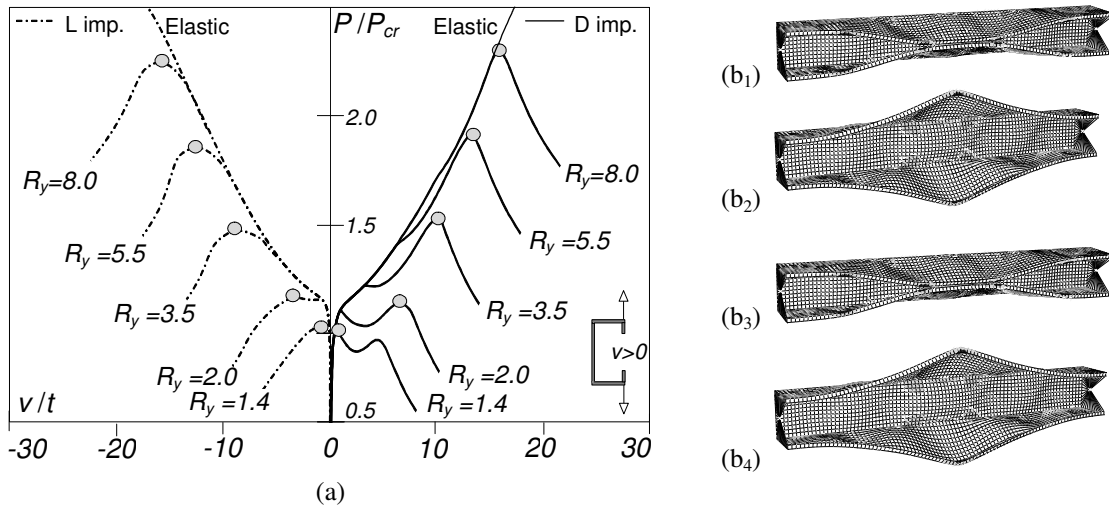 L imp.
Elastic
P/P_cr
Elastic
D imp.
2.0
1.5
0.5
R_y=8.0
R_y=5.5
R_y=3.5
R_y=2.0
R_y=1.4
R_y=8.0
R_y=5.5
R_y=3.5
R_y=2.0
R_y=1.4
v>0
v/t
-30 -20 -10 0 10 20 30
(a)
(b1)
(b2)
(b3)
(b4)